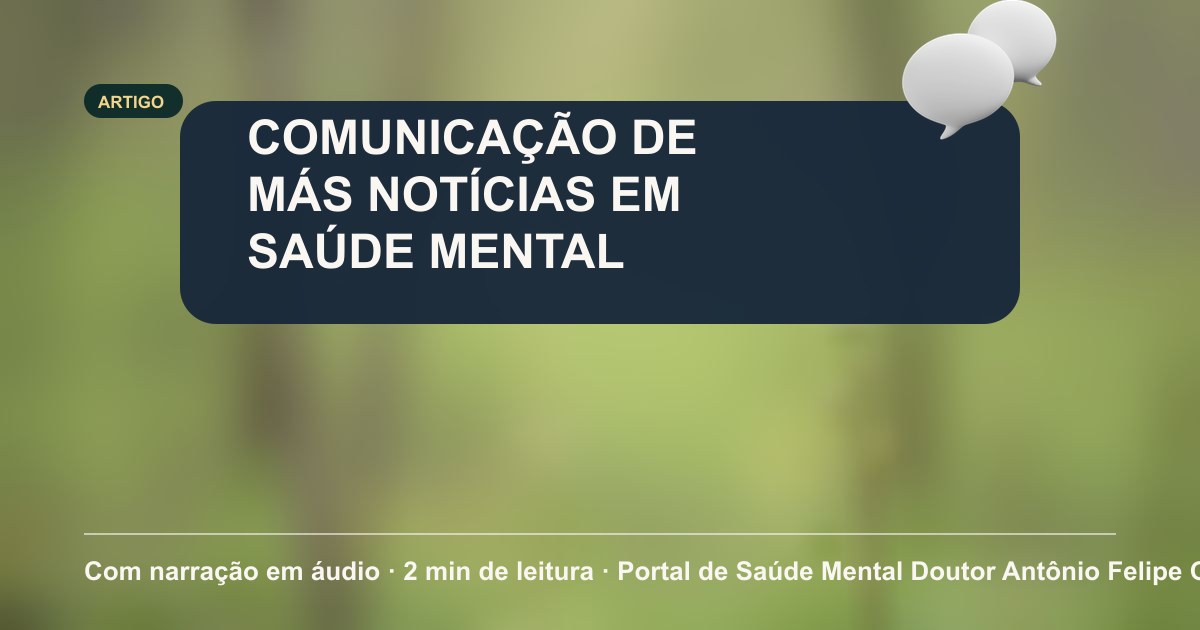 ARTIGO
COMUNICAÇÃO DE
MÁS NOTÍCIAS EM
SAÚDE MENTAL
Com narração em áudio · 2 min de leitura · Portal de Saúde Mental Doutor Antônio Felipe